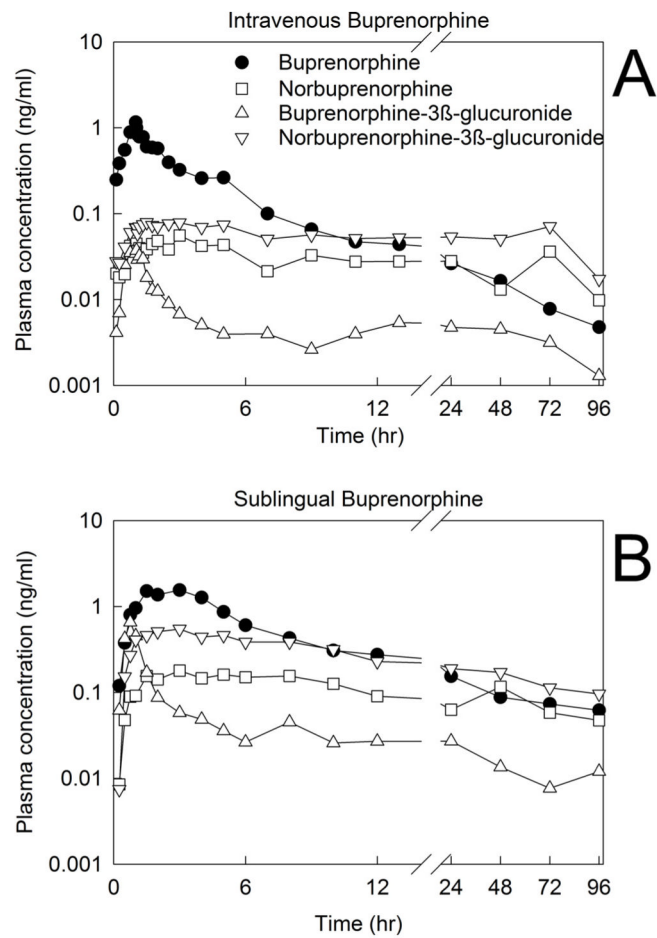 Intravenous Buprenorphine
A
Plasma concentration (ng/ml)
10
1
0.1
0.01
0.001
Buprenorphine
Norbuprenorphine
Buprenorphine-3ß-glucuronide
Norbuprenorphine-3ß-glucuronide
0 6 12 24 48 72 96
Time (hr)
Sublingual Buprenorphine
B
Plasma concentration (ng/ml)
10
1
0.1
0.01
0.001
0 6 12 24 48 72 96
Time (hr)